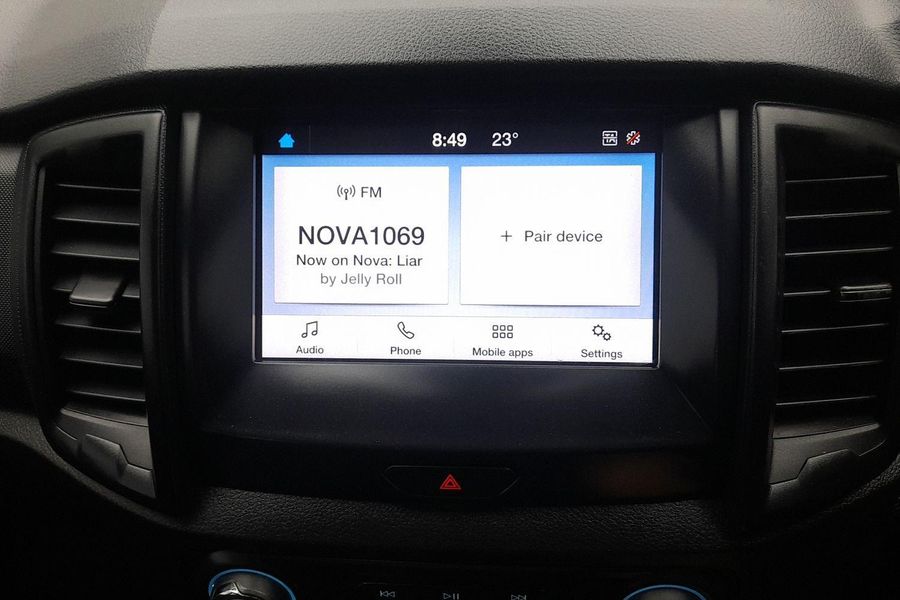 8:49 23°
TA
FM
NOVA1069
Now on Nova: Liar
by Jelly Roll
+ Pair device
Audio
Phone
Mobile apps
Settings